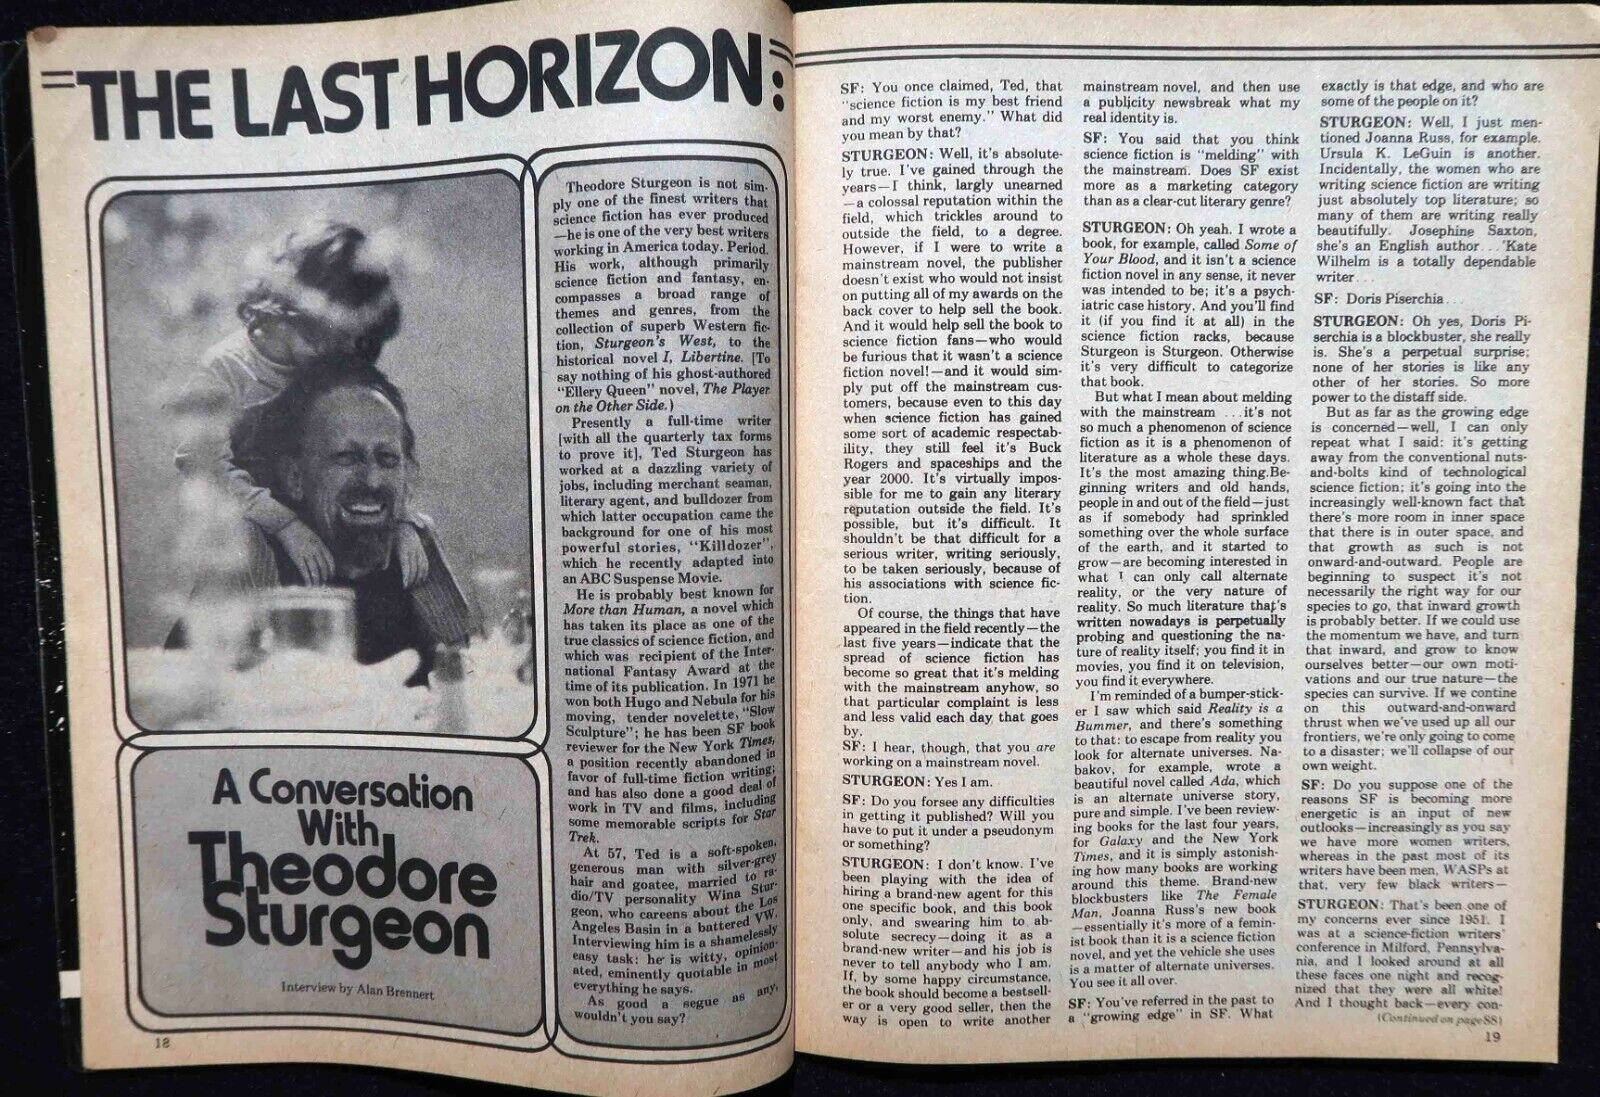 THE LAST HORIZON:
A Conversation
With
Theodore
Sturgeon
Interview by Alan Brennert
18
Theodore Sturgeon is not sim-
ply one of the finest writers that
science fiction has ever produced
—he is one of the very best writers
working in America today. Period.
His work, although primarily
science fiction and fantasy, en-
compasses a broad range of
themes and genres, from the
collection of superb Western fic-
tion, Sturgeon's West, to the
historical novel I, Libertine. [To
say nothing of his ghost-authored
"Ellery Queen" novel, The Player
on the Other Side.)
Presently a full-time writer
[with all the quarterly tax forms
to prove it], Ted Sturgeon has
worked at a dazzling variety of
jobs, including merchant seaman,
literary agent, and bulldozer from
which latter occupation came the
background for one of his most
powerful stories, "Killdozer",
which he recently adapted into
an ABC Suspense Movie.
He is probably best known for
More than Human, a novel which
has taken its place as one of the
true classics of science fiction, and
which was recipient of the Inter-
national Fantasy Award at the
time of its publication. In 1971 he
won both Hugo and Nebula for his
moving, tender novelette, "Slow
Sculpture"; he has been SF book
reviewer for the New York Times,
a position recently abandoned in
favor of full-time fiction writing;
and has also done a good deal of
work in TV and films, including
some memorable scripts for Star
Trek.
At 57, Ted is a soft-spoken,
generous man with silver-grey
hair and goatee, married to ra-
dio/TV personality Wina Stur-
geon, who careens about the Los
Angeles Basin in a battered VW.
Interviewing him is a shamelessly
easy task: he is witty, opinion-
ated, eminently quotable in most
everything he says.
As good a segue as any,
wouldn't you say?
SF: You once claimed, Ted, that
"science fiction is my best friend
and my worst enemy." What did
you mean by that?
STURGEON: Well, it's absolute-
ly true. I've gained through the
years—I think, largely unearned
—a colossal reputation within the
field, which trickles around to
outside the field, to a degree.
However, if I were to write a
mainstream novel, the publisher
doesn't exist who would not insist
on putting all of my awards on the
back cover to help sell the book.
And it would help sell the book to
science fiction fans—who would
be furious that it wasn't a science
fiction novel!—and it would sim-
ply put off the mainstream cus-
tomers, because even to this day
when science fiction has gained
some sort of academic respectab-
ility, they still feel it's Buck
Rogers and spaceships and the
year 2000. It's virtually impos-
sible for me to gain any literary
reputation outside the field. It's
possible, but it's difficult. It
shouldn't be that difficult for a
serious writer, writing seriously,
to be taken seriously, because of
his associations with science fic-
tion.
Of course, the things that have
appeared in the field recently—the
last five years—indicate that the
spread of science fiction has
become so great that it's melding
with the mainstream anyhow, so
that particular complaint is less
and less valid each day that goes
by.
SF: I hear, though, that you are
working on a mainstream novel.
STURGEON: Yes I am.
SF: Do you forsee any difficulties
in getting it published? Will you
have to put it under a pseudonym
or something?
STURGEON: I don't know. I've
been playing with the idea of
hiring a brand-new agent for this
one specific book, and this book
only, and swearing him to ab-
solute secrecy—doing it as a
brand-new writer—and his job is
never to tell anybody who I am.
If, by some happy circumstance,
the book should become a bestsell-
er or a very good seller, then the
way is open to write another
mainstream novel, and then use
a publicity newsbreak what my
real identity is.
SF: You said that you think
science fiction is "melding" with
the mainstream. Does SF exist
more as a marketing category
than as a clear-cut literary genre?
STURGEON: Oh yeah. I wrote a
book, for example, called Some of
Your Blood, and it isn't a science
fiction novel in any sense, it never
was intended to be; it's a psych-
iatric case history. And you'll find
it (if you find it at all) in the
science fiction racks, because
Sturgeon is Sturgeon. Otherwise
it's very difficult to categorize
that book.
But what I mean about melding
with the mainstream ...it's not
so much a phenomenon of science
fiction as it is a phenomenon of
literature as a whole these days.
It's the most amazing thing.Be-
ginning writers and old hands,
people in and out of the field—just
as if somebody had sprinkled
something over the whole surface
of the earth, and it started to
grow—are becoming interested in
what I can only call alternate
reality, or the very nature of
reality. So much literature that's
written nowadays is perpetually
probing and questioning the na-
ture of reality itself; you find it in
movies, you find it on television,
you find it everywhere.
I'm reminded of a bumper-stick-
er I saw which said Reality is a
Bummer, and there's something
to that: to escape from reality you
look for alternate universes. Na-
bakov, for example, wrote a
beautiful novel called Ada, which
is an alternate universe story,
pure and simple. I've been review-
ing books for the last four years,
for Galaxy and the New York
Times, and it is simply astonish-
ing how many books are working
around this theme. Brand-new
blockbusters like The Female
Man, Joanna Russ's new book
—essentially it's more of a femin-
ist book than it is a science fiction
novel, and yet the vehicle she uses
is a matter of alternate universes.
You see it all over.
SF: You've referred in the past to
a "growing edge" in SF. What
exactly is that edge, and who are
some of the people on it?
STURGEON: Well, I just men-
tioned Joanna Russ, for example.
Ursula K. LeGuin is another.
Incidentally, the women who are
writing science fiction are writing
just absolutely top literature; so
many of them are writing really
beautifully. Josephine Saxton,
she's an English author...'Kate
Wilhelm is a totally dependable
writer...
SF: Doris Piserchia...
STURGEON: Oh yes, Doris Pi-
serchia is a blockbuster, she really
is. She's a perpetual surprise;
none of her stories is like any
other of her stories. So more
power to the distaff side.
But as far as the growing edge
is concerned—well, I can only
repeat what I said: it's getting
away from the conventional nuts-
and-bolts kind of technological
science fiction; it's going into the
increasingly well-known fact that
there's more room in inner space
that there is in outer space, and
that growth as such is not
onward-and-outward. People are
beginning to suspect it's not
necessarily the right way for our
species to go, that inward growth
is probably better. If we could use
the momentum we have, and turn
that inward, and grow to know
ourselves better—our own moti-
vations and our true nature—the
species can survive. If we contine
on this outward-and-onward
thrust when we've used up all our
frontiers, we're only going to come
to a disaster; we'll collapse of our
own weight.
SF: Do you suppose one of the
reasons SF is becoming more
energetic is an input of new
outlooks—increasingly as you say
we have more women writers,
whereas in the past most of its
writers have been men, WASPs at
that, very few black writers—
STURGEON: That's been one of
my concerns ever since 1951. I
was at a science-fiction writers'
conference in Milford, Pennsylva-
nia, and I looked around at all
these faces one night and recog-
nized that they were all white!
And I thought back—every con-
(Continued on page 88)
19